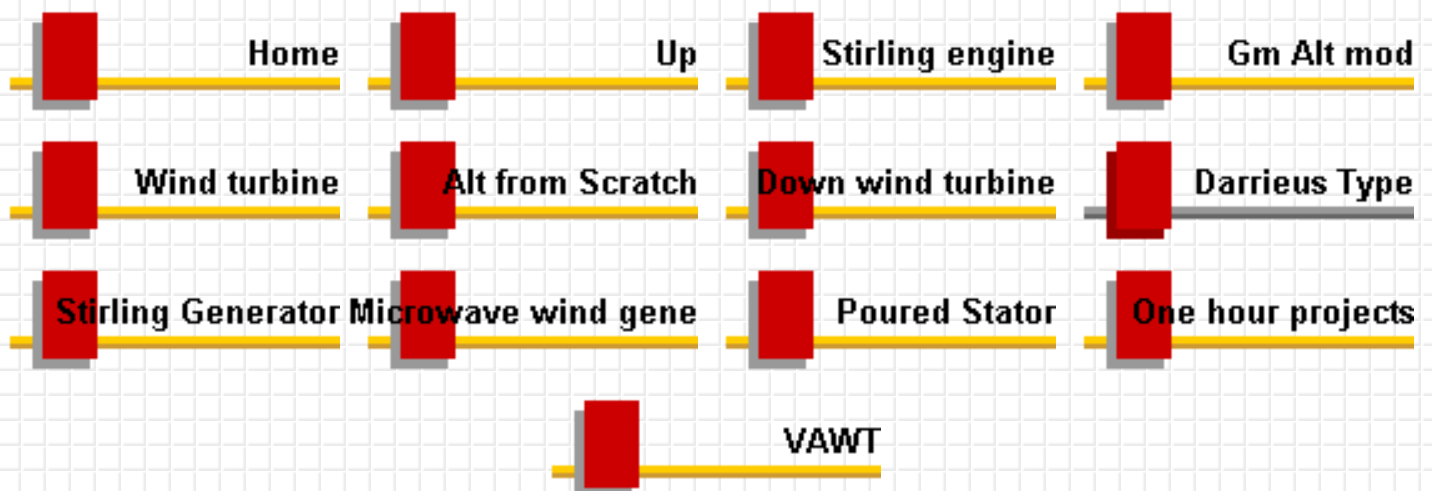 Home
Up
Stirling engine
Gm Alt mod
Wind turbine
Alt from Scratch
Down wind turbine
Darrieus Type
Stirling Generator
Microwave wind gene
Poured Stator
One hour projects
VAWT